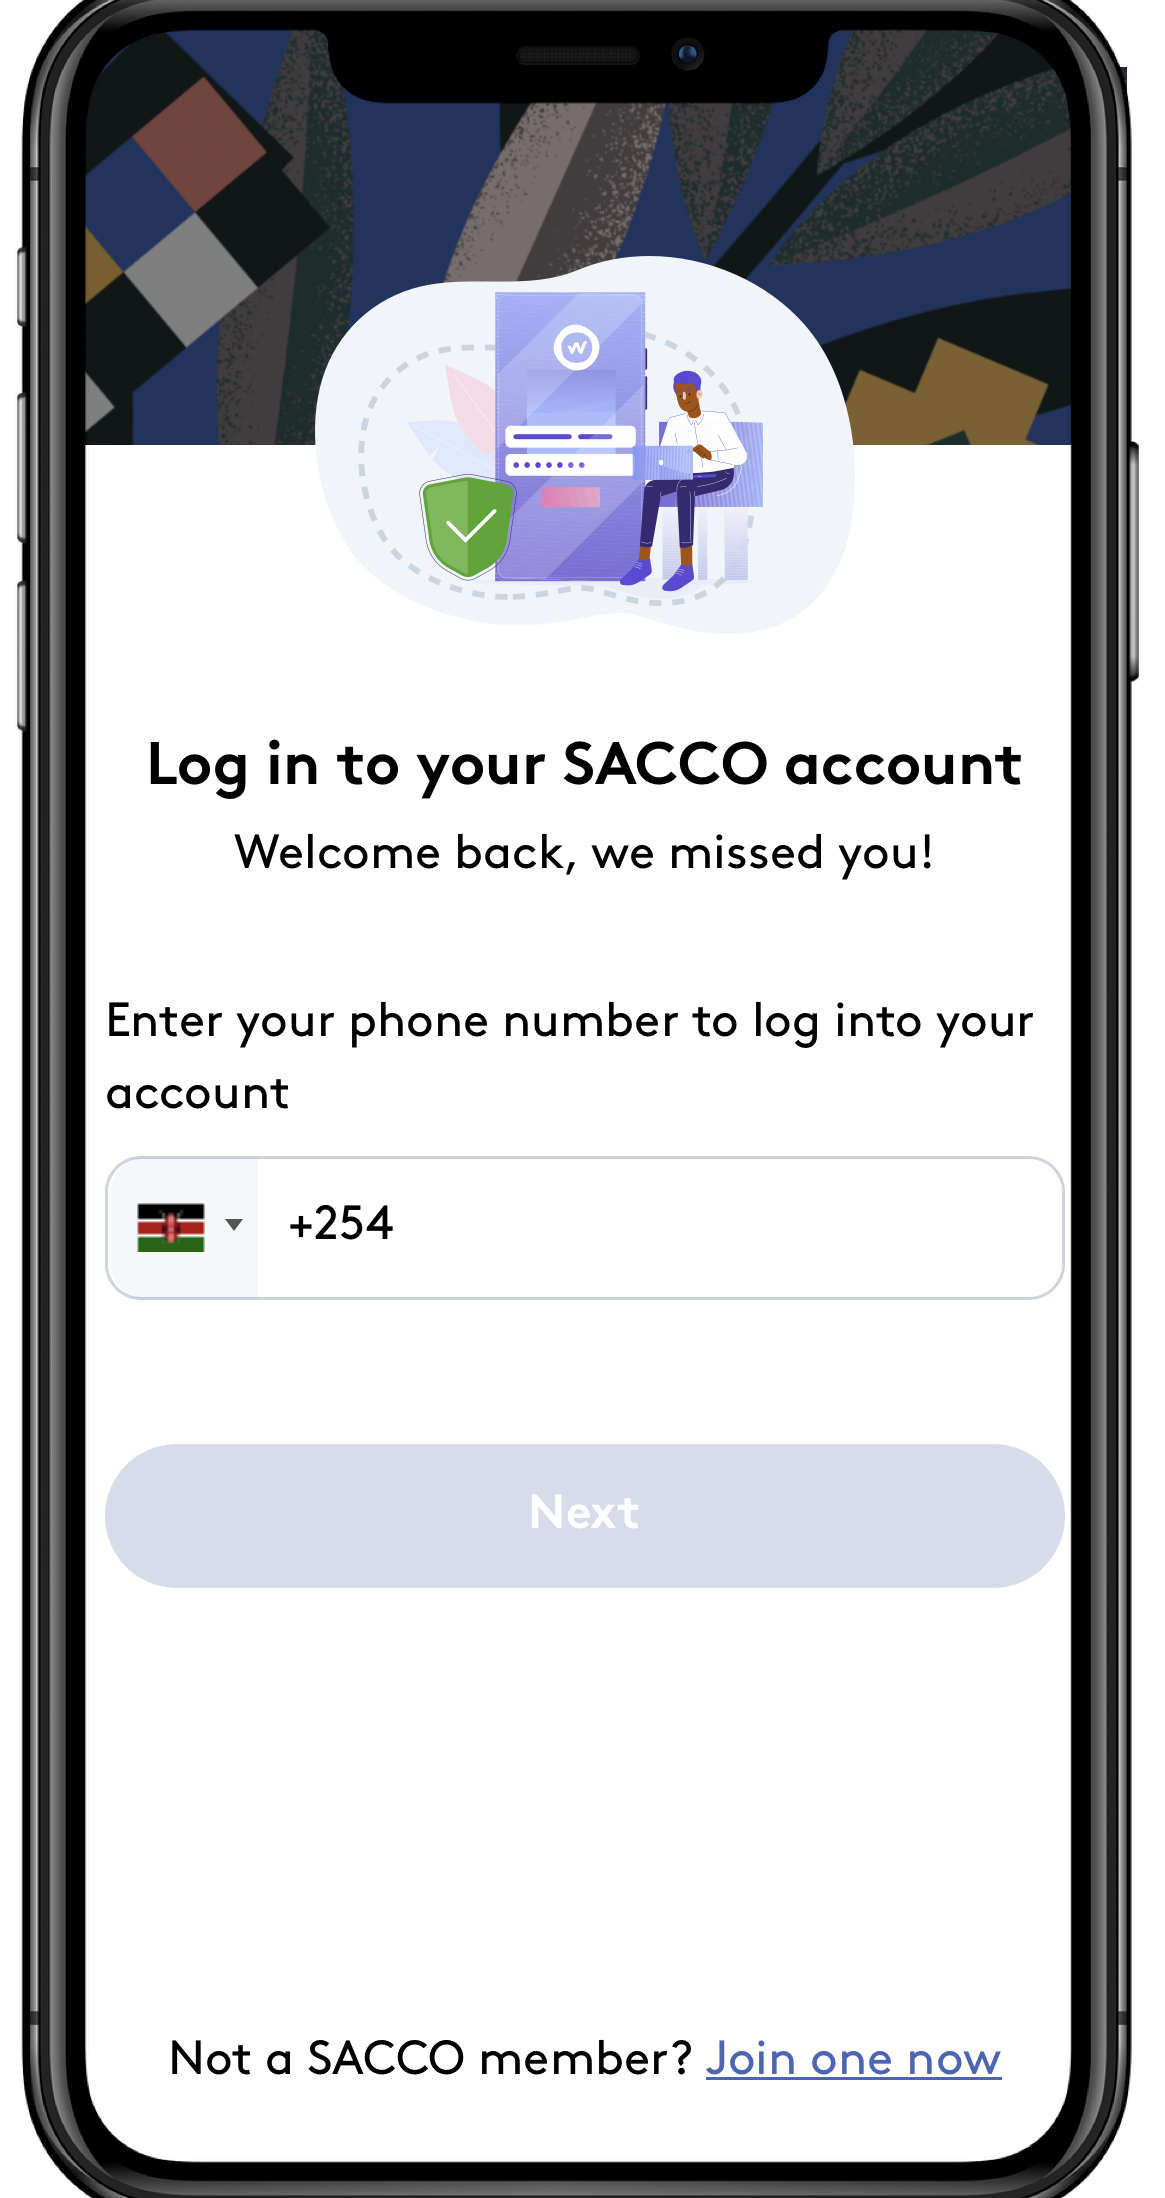 W
Log in to your SACCO account
Welcome back, we missed you!
Enter your phone number to log into your
account
+254
Next
Not a SACCO member? Join one now